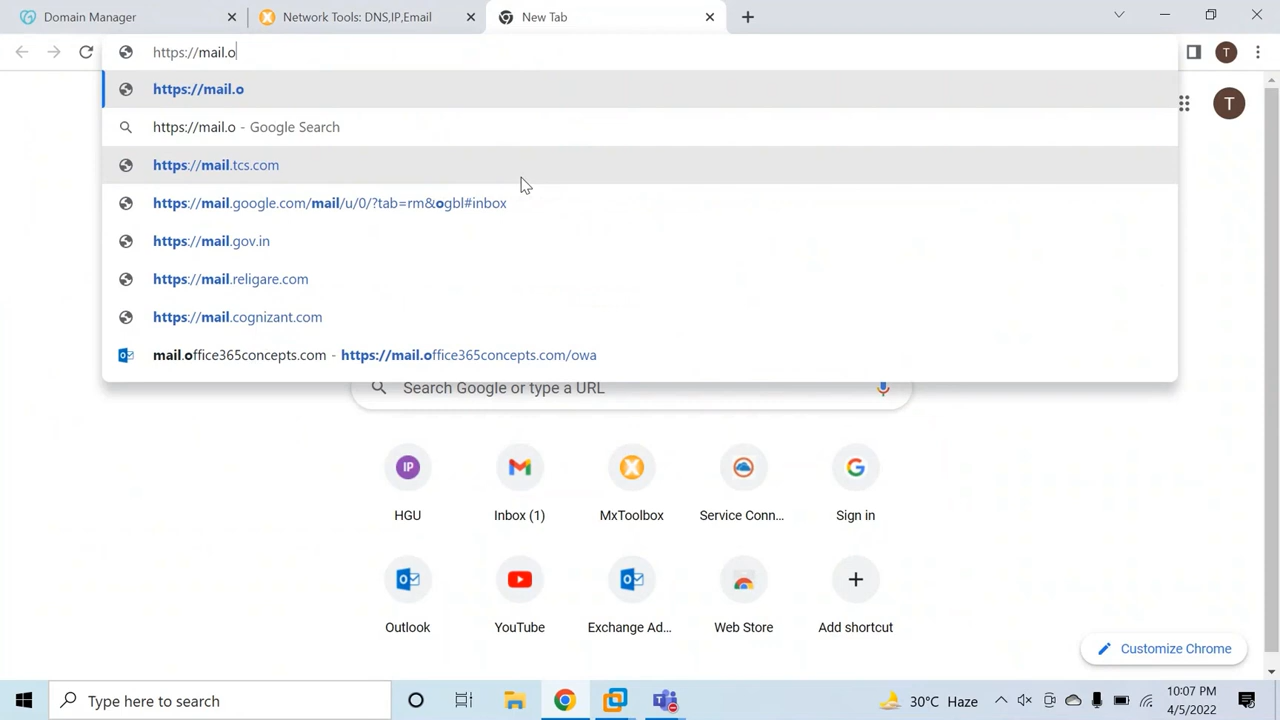 Domain Manager
Network Tools: DNS,IP,Email
New Tab
https://mail.o
T
https://mail.o
https://mail.o - Google Search
T
https://mail.tcs.com
https://mail.google.com/mail/u/0/?tab=rm&ogbl#inbox
https://mail.gov.in
https://mail.religare.com
https://mail.cognizant.com
mail.office365concepts.com - https://mail.office365concepts.com/owa
Search Google or type a URL
IP
HGU
Inbox (1)
MxToolbox
Service Conn...
Sign in
Outlook
YouTube
Exchange Ad...
Web Store
Add shortcut
Customize Chrome
Type here to search
30°C Haze
10:07 PM
4/5/2022